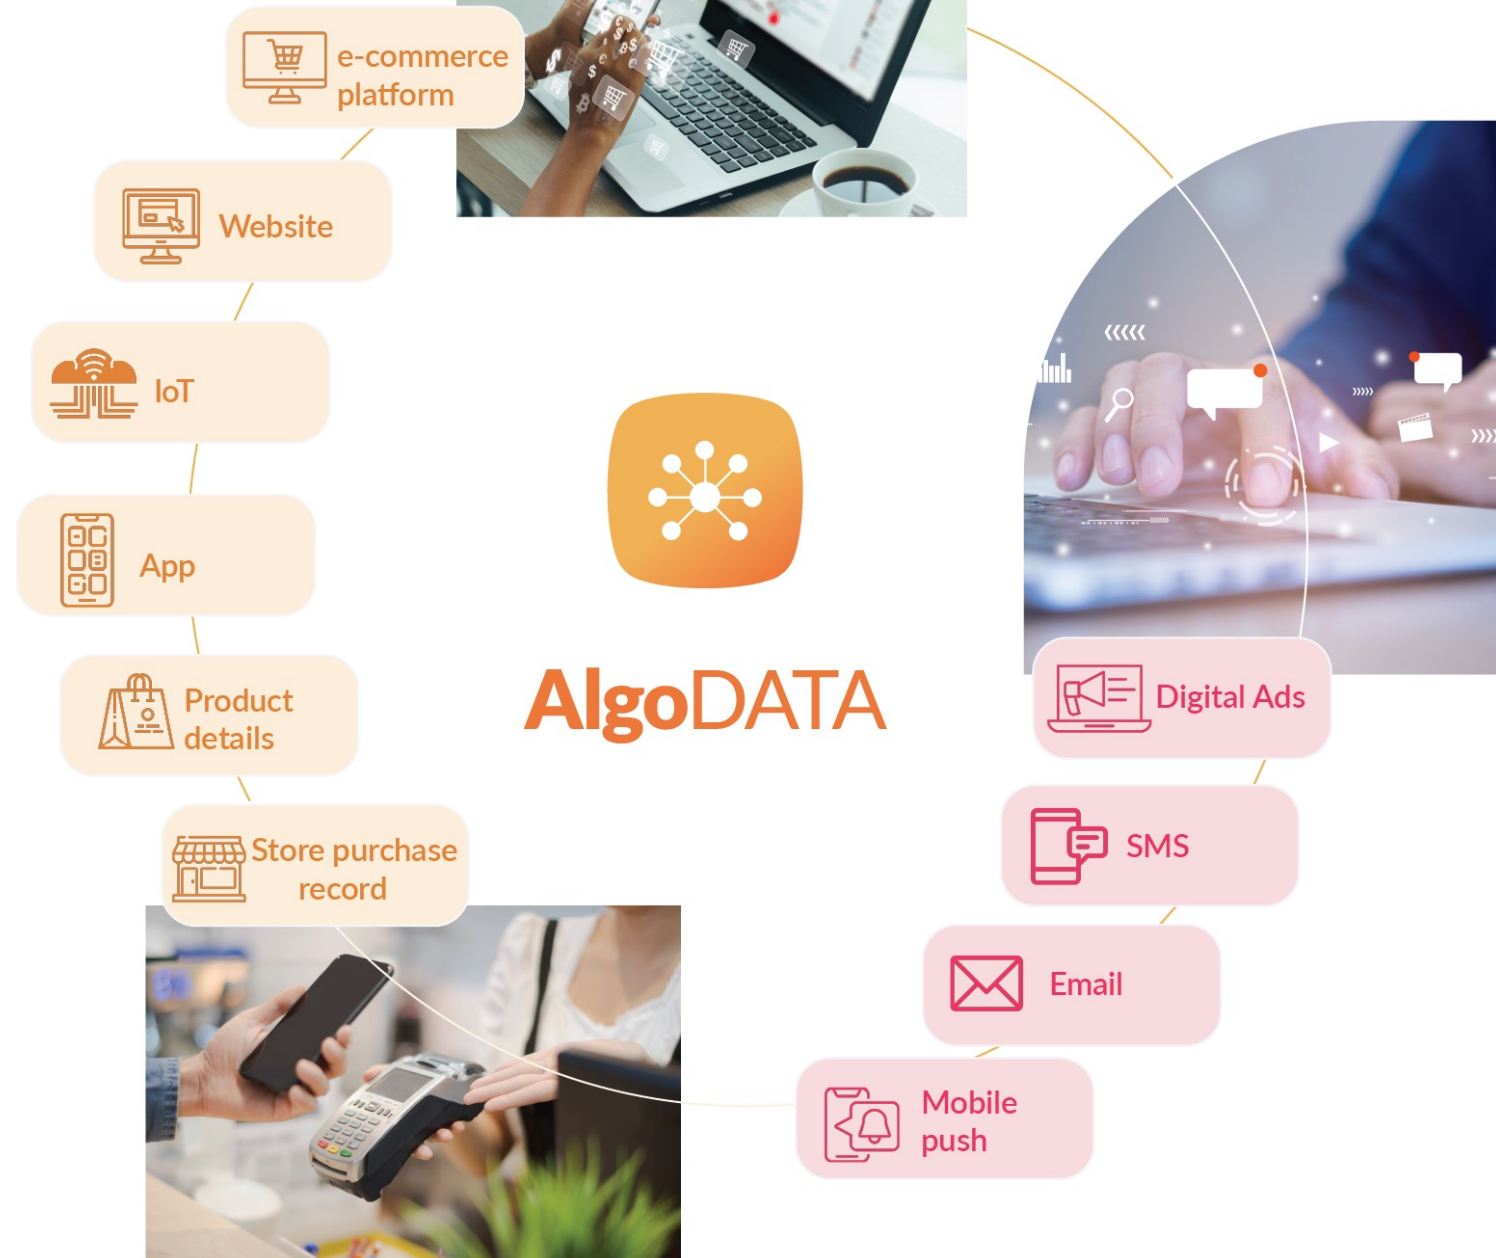 e-commerce
platform
Website
IoT
App
Product
details
Store purchase
record
AlgoDATA
Digital Ads
SMS
Email
Mobile
push